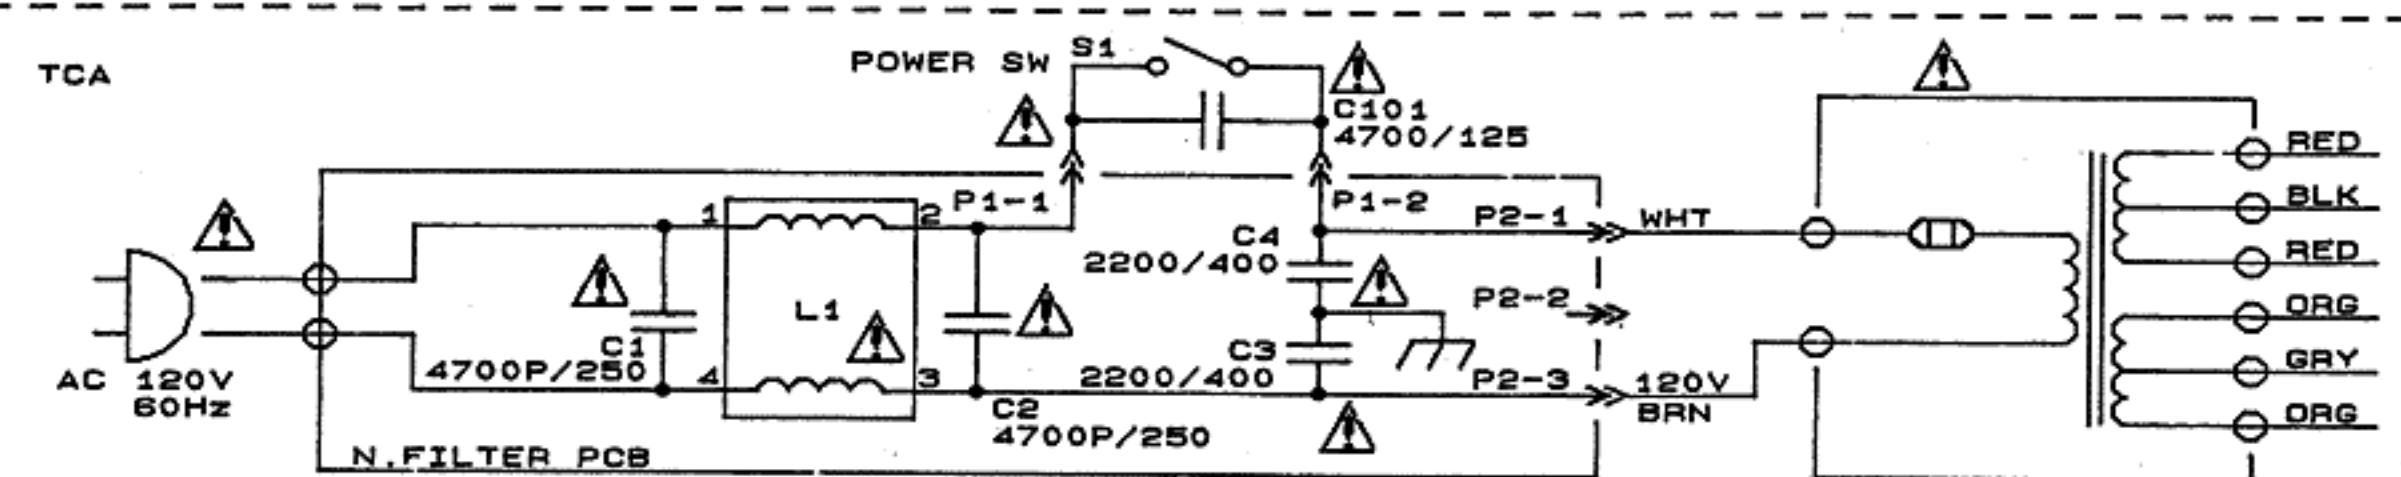 TCA
POWER SW
S1
C101
4700/125
P1-1
P1-2
1
2
P2-1
WHT
C4
2200/400
P2-2
L1
C1
4700P/250
4
3
C3
2200/400
P2-3
120V
BRN
AC 120V
60Hz
C2
4700P/250
N.FILTER PCB
RED
BLK
RED
ORG
GRY
ORG